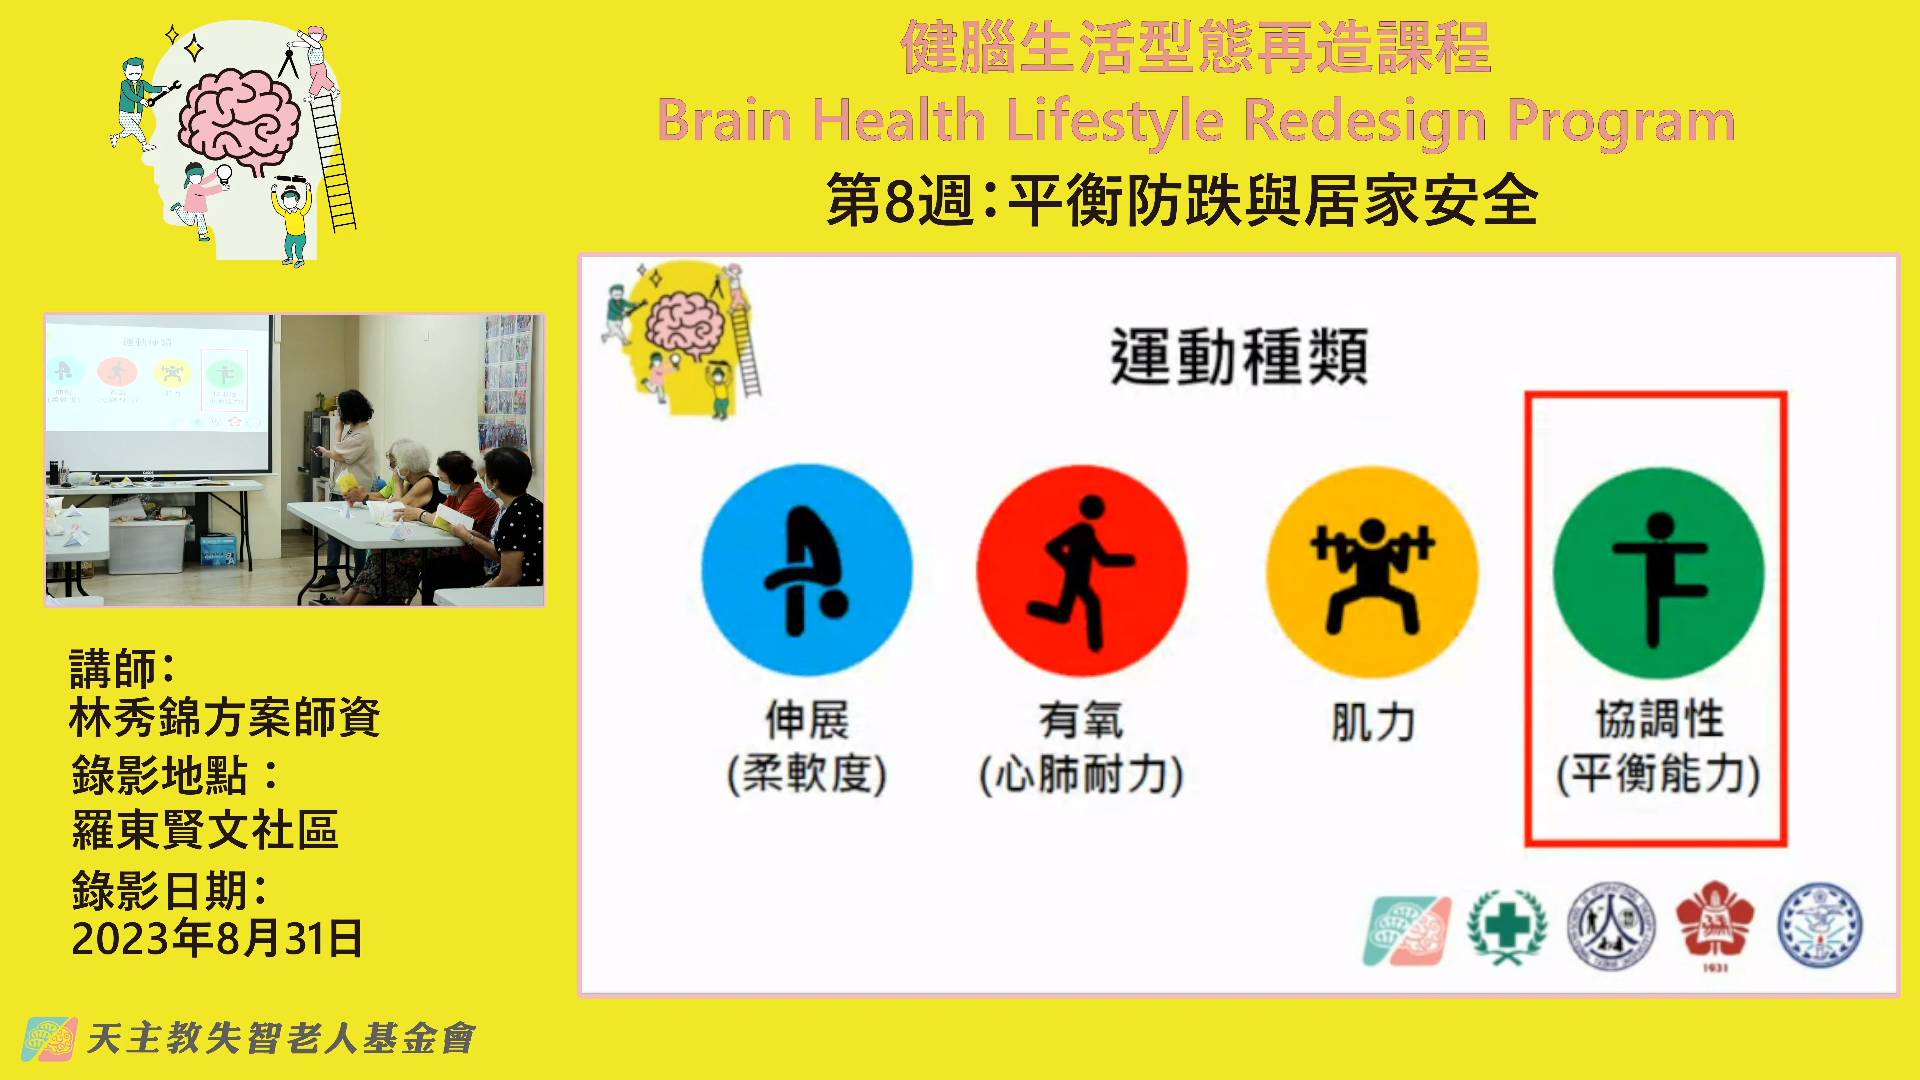 健腦生活型態再造課程
Brain Health Lifestyle Redesign Program
第8週：平衡防跌與居家安全
運動種類
伸展
(柔軟度)
有氧
(心肺耐力)
肌力
協調性
(平衡能力)
1931
講師：
林秀錦方案師資
錄影地點：
羅東賢文社區
錄影日期：
2023年8月31日
天主教失智老人基金會